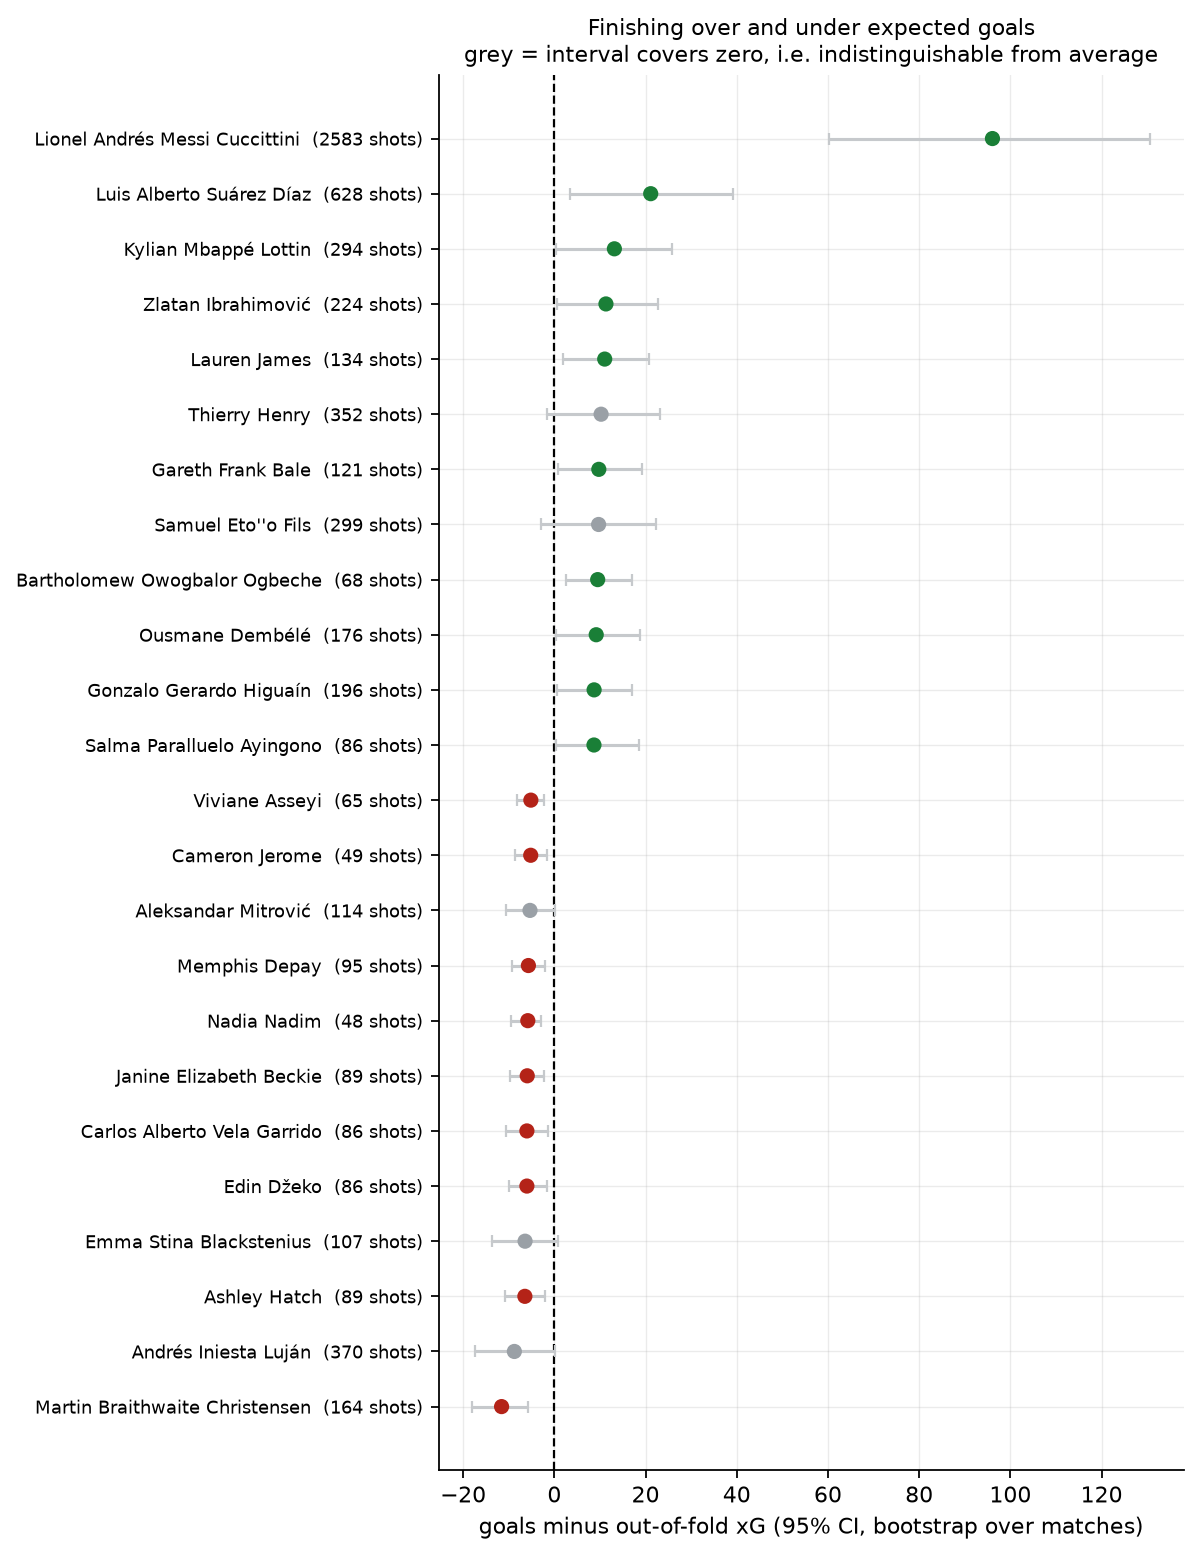 Finishing over and under expected goals
grey = interval covers zero, i.e. indistinguishable from average
Lionel Andrés Messi Cuccittini (2583 shots)
Luis Alberto Suárez Díaz (628 shots)
Kylian Mbappé Lottin (294 shots)
Zlatan Ibrahimović (224 shots)
Lauren James (134 shots)
Thierry Henry (352 shots)
Gareth Frank Bale (121 shots)
Samuel Eto''o Fils (299 shots)
Bartholomew Owogbalor Ogbeche (68 shots)
Ousmane Dembélé (176 shots)
Gonzalo Gerardo Higuaín (196 shots)
Salma Paralluelo Ayingono (86 shots)
Viviane Asseyi (65 shots)
Cameron Jerome (49 shots)
Aleksandar Mitrović (114 shots)
Memphis Depay (95 shots)
Nadia Nadim (48 shots)
Janine Elizabeth Beckie (89 shots)
Carlos Alberto Vela Garrido (86 shots)
Edin Džeko (86 shots)
Emma Stina Blackstenius (107 shots)
Ashley Hatch (89 shots)
Andrés Iniesta Luján (370 shots)
Martin Braithwaite Christensen (164 shots)
−20 0 20 40 60 80 100 120
goals minus out-of-fold xG (95% CI, bootstrap over matches)